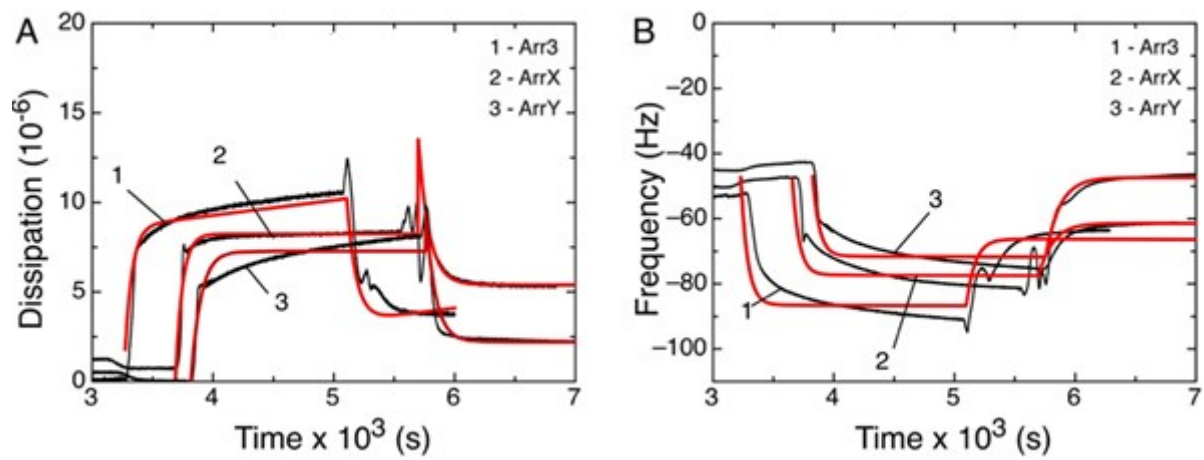 A
Dissipation (10-6)
20
15
10
5
0
1 - Arr3
2 - ArrX
3 - ArrY
1
2
3
3
4
5
6
7
Time x 103 (s)
B
Frequency (Hz)
0
−20
−40
−60
−80
−100
1 - Arr3
2 - ArrX
3 - ArrY
3
1
2
3
4
5
6
7
Time x 103 (s)